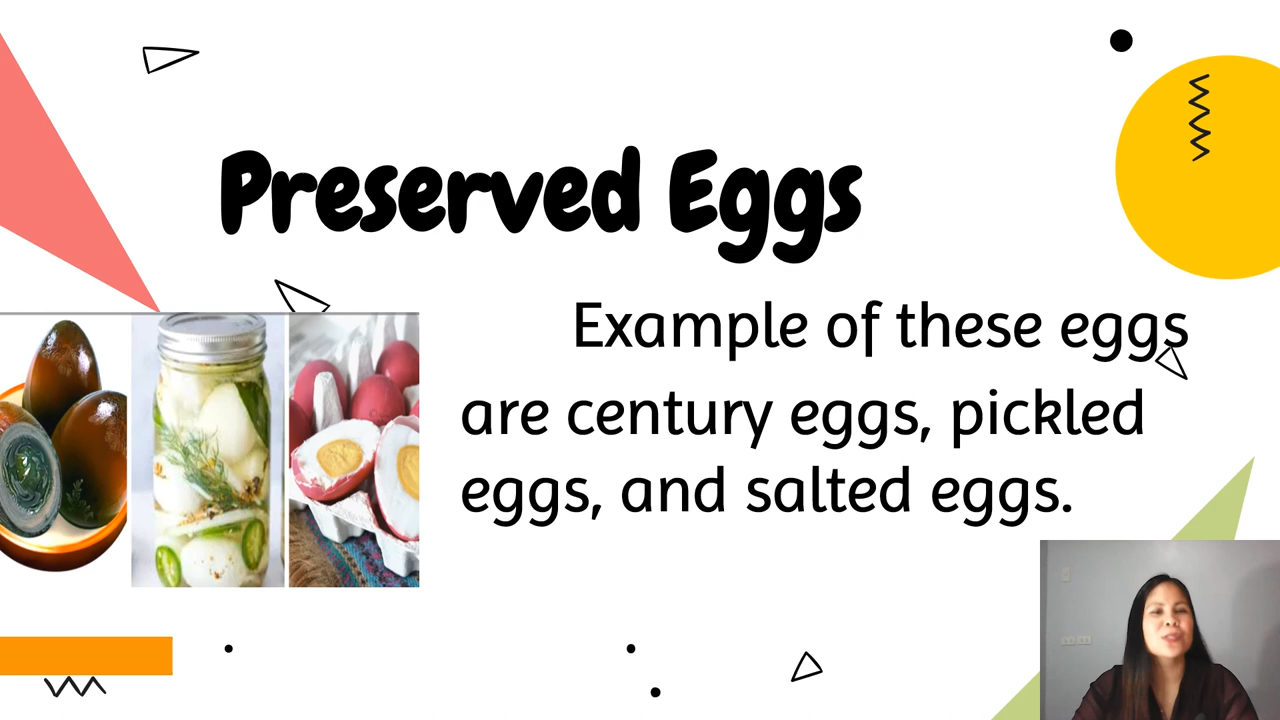 Preserved Eggs
Example of these eggs
are century eggs, pickled
eggs, and salted eggs.